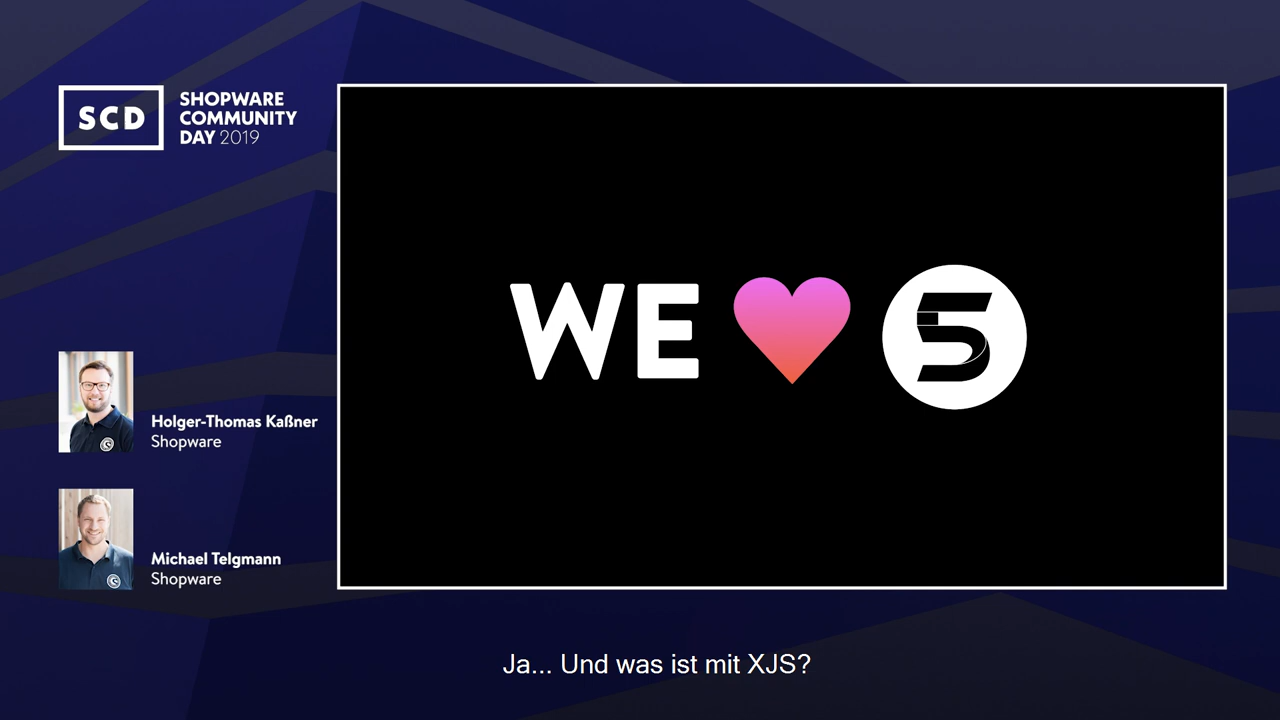 SCD
SHOPWARE
COMMUNITY
DAY 2019
WE 5
Holger-Thomas Kaßner
Shopware
Michael Telgmann
Shopware
Ja... Und was ist mit XJS?